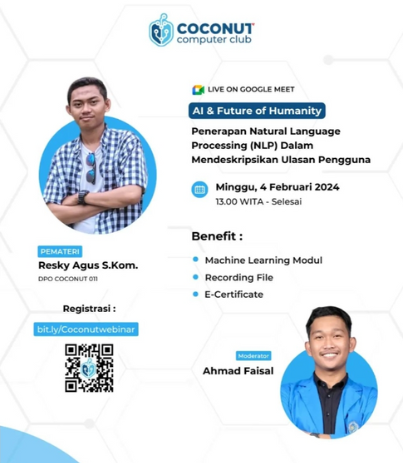 COCONUT
computer club
LIVE ON GOOGLE MEET
AI & Future of Humanity
Penerapan Natural Language
Processing (NLP) Dalam
Mendeskripsikan Ulasan Pengguna
Minggu, 4 Februari 2024
13.00 WITA - Selesai
PEMATERI
Resky Agus S.Kom.
DPO COCONUT 011
Benefit :
Machine Learning Modul
Recording File
E-Certificate
Registrasi :
bit.ly/Coconutwebinar
Moderator
Ahmad Faisal